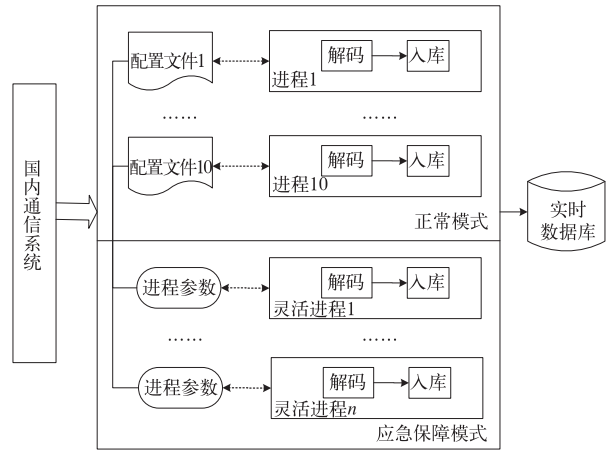 国内通信系统
配置文件1
解码
入库
进程1
……
……
配置文件10
解码
入库
进程10
正常模式
实时
数据库
进程参数
解码
入库
灵活进程1
……
……
进程参数
解码
入库
灵活进程n
应急保障模式